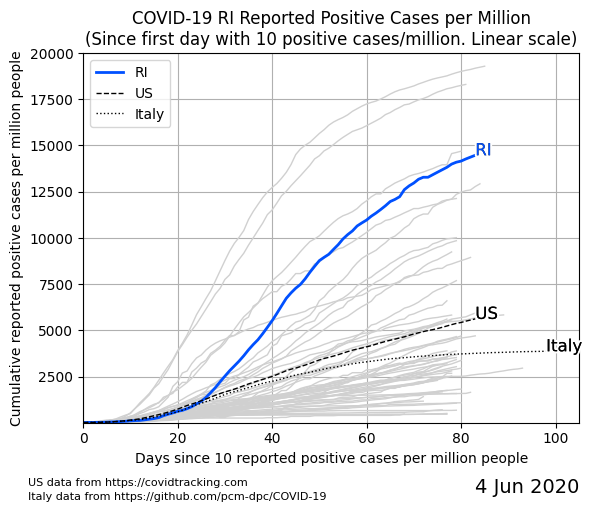 COVID-19 RI Reported Positive Cases per Million
(Since first day with 10 positive cases/million. Linear scale)
Cumulative reported positive cases per million people
20000
17500
15000
12500
10000
7500
5000
2500
RI
US
Italy
RI
US
Italy
0
20
40
60
80
100
Days since 10 reported positive cases per million people
US data from https://covidtracking.com
Italy data from https://github.com/pcm-dpc/COVID-19
4 Jun 2020